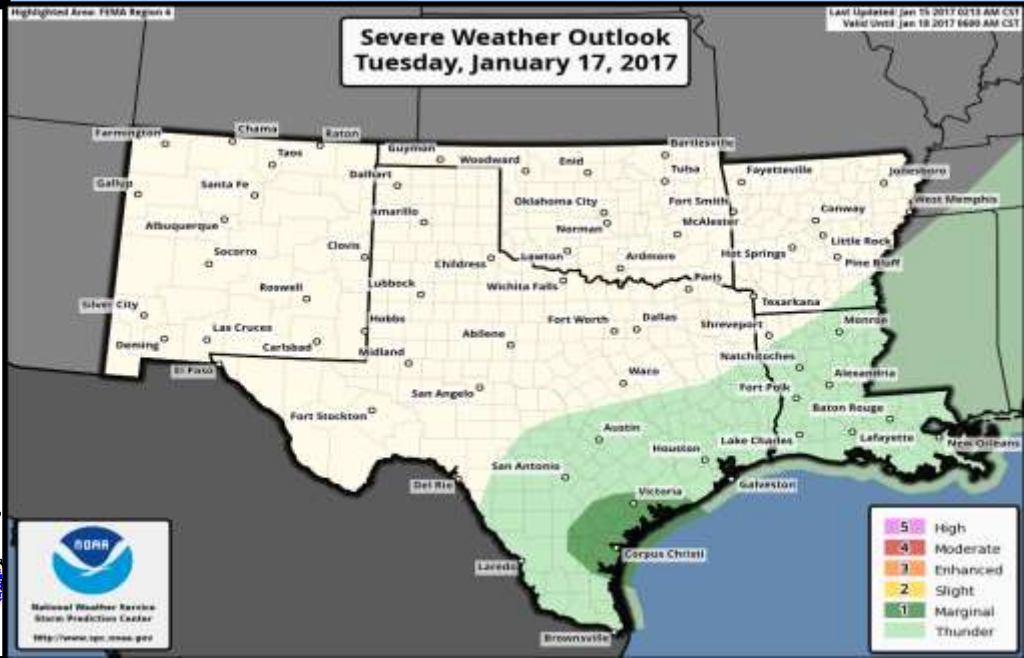 Highlighted Area: FEMA Region 6
Last Updated: Jan 15 2017 0213 AM CST
Valid Until: Jan 18 2017 0600 AM CST
Severe Weather Outlook
Tuesday, January 17, 2017
Farmington
Chama
Raton
Taos
Guymon
Woodward
Enid
Bartlesville
Tulsa
Fayetteville
Jonesboro
Gallup
Santa Fe
Dalhart
Oklahoma City
Fort Smith
Conway
West Memphis
Albuquerque
Amarillo
Norman
McAlester
Little Rock
Socorro
Clovis
Childress
Lawton
Ardmore
Hot Springs
Pine Bluff
Roswell
Lubbock
Wichita Falls
Paris
Texarkana
Silver City
Las Cruces
Hobbs
Abilene
Fort Worth
Dallas
Shreveport
Monroe
Deming
Carlsbad
Midland
Natchitoches
El Paso
San Angelo
Waco
Fort Polk
Alexandria
Fort Stockton
Austin
Baton Rouge
Houston
Lake Charles
Lafayette
New Orleans
Del Rio
San Antonio
Victoria
Galveston
Laredo
Corpus Christi
Brownsville
NOAA
National Weather Service
Storm Prediction Center
http://www.spc.noaa.gov
5 High
4 Moderate
3 Enhanced
2 Slight
1 Marginal
Thunder